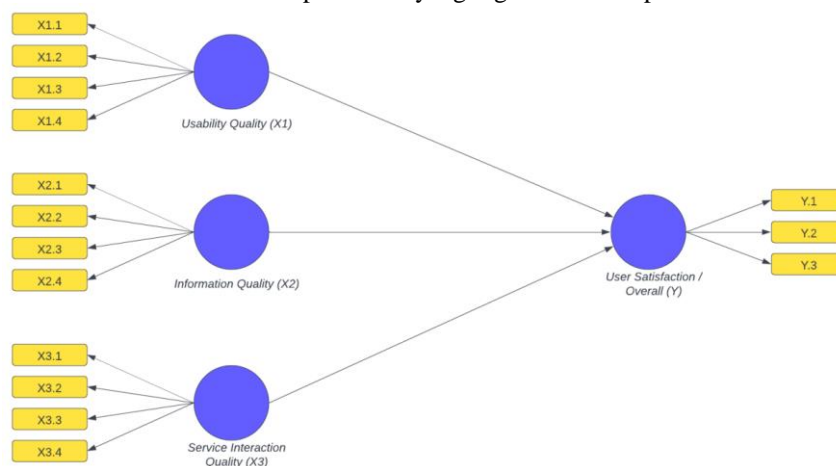 X1.1
X1.2
X1.3
X1.4
Usability Quality (X1)
X2.1
X2.2
X2.3
X2.4
Information Quality (X2)
X3.1
X3.2
X3.3
X3.4
Service Interaction
Quality (X3)
User Satisfaction /
Overall (Y)
Y.1
Y.2
Y.3